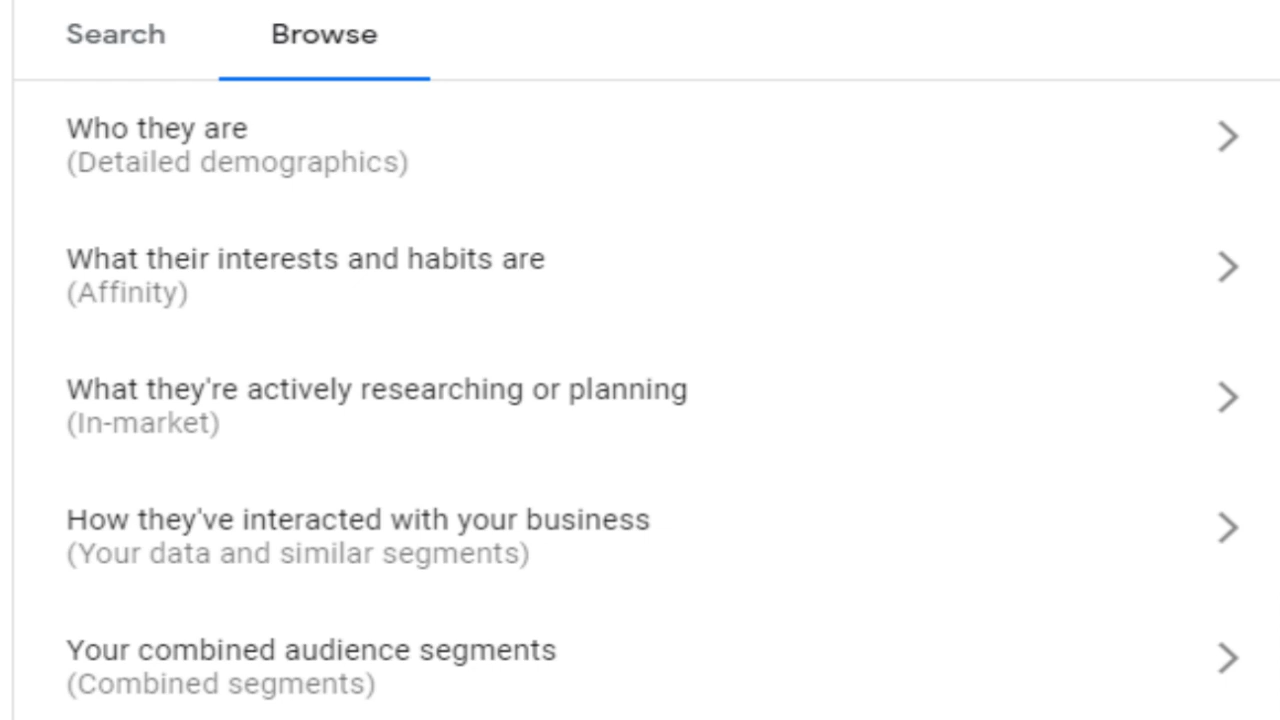 Search Browse
Who they are
(Detailed demographics)
What their interests and habits are
(Affinity)
What they're actively researching or planning
(In-market)
How they've interacted with your business
(Your data and similar segments)
Your combined audience segments
(Combined segments)